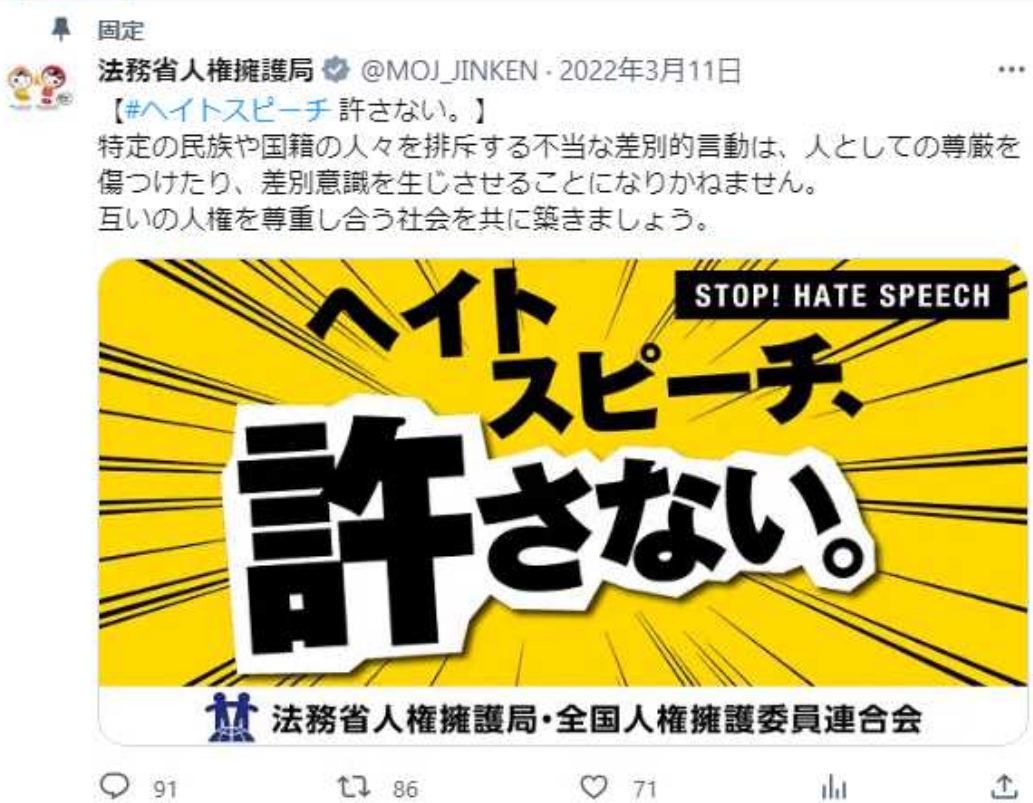 固定
法務省人権擁護局 @MOJ_JINKEN · 2022年3月11日
【#ヘイトスピーチ 許さない。】
特定の民族や国籍の人々を排斥する不当な差別的言動は、人としての尊厳を
傷つけたり、差別意識を生じさせることになりかねません。
互いの人権を尊重し合う社会を共に築きましょう。
STOP! HATE SPEECH
ヘイト
スピーチ、
許さない。
法務省人権擁護局・全国人権擁護委員連合会
91 86 71